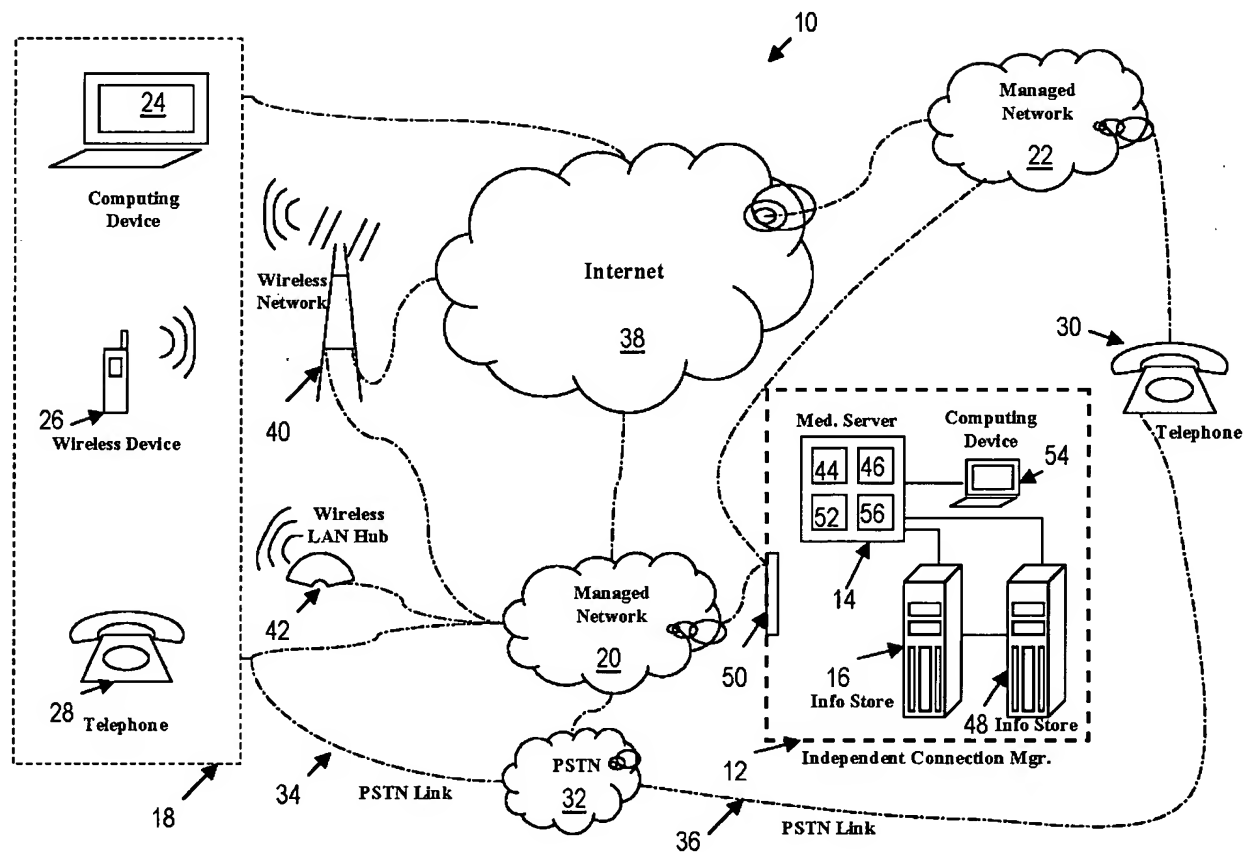 10
24
Computing
Device
Wireless
Network
Internet
38
Managed
Network
22
26
Wireless Device
40
30
Telephone
Med. Server
Computing
Device
44
46
52
56
54
14
Wireless
LAN Hub
42
Managed
Network
20
50
16
Info Store
48
Info Store
28
Telephone
12
Independent Connection Mgr.
18
34
PSTN Link
PSTN
32
36
PSTN Link